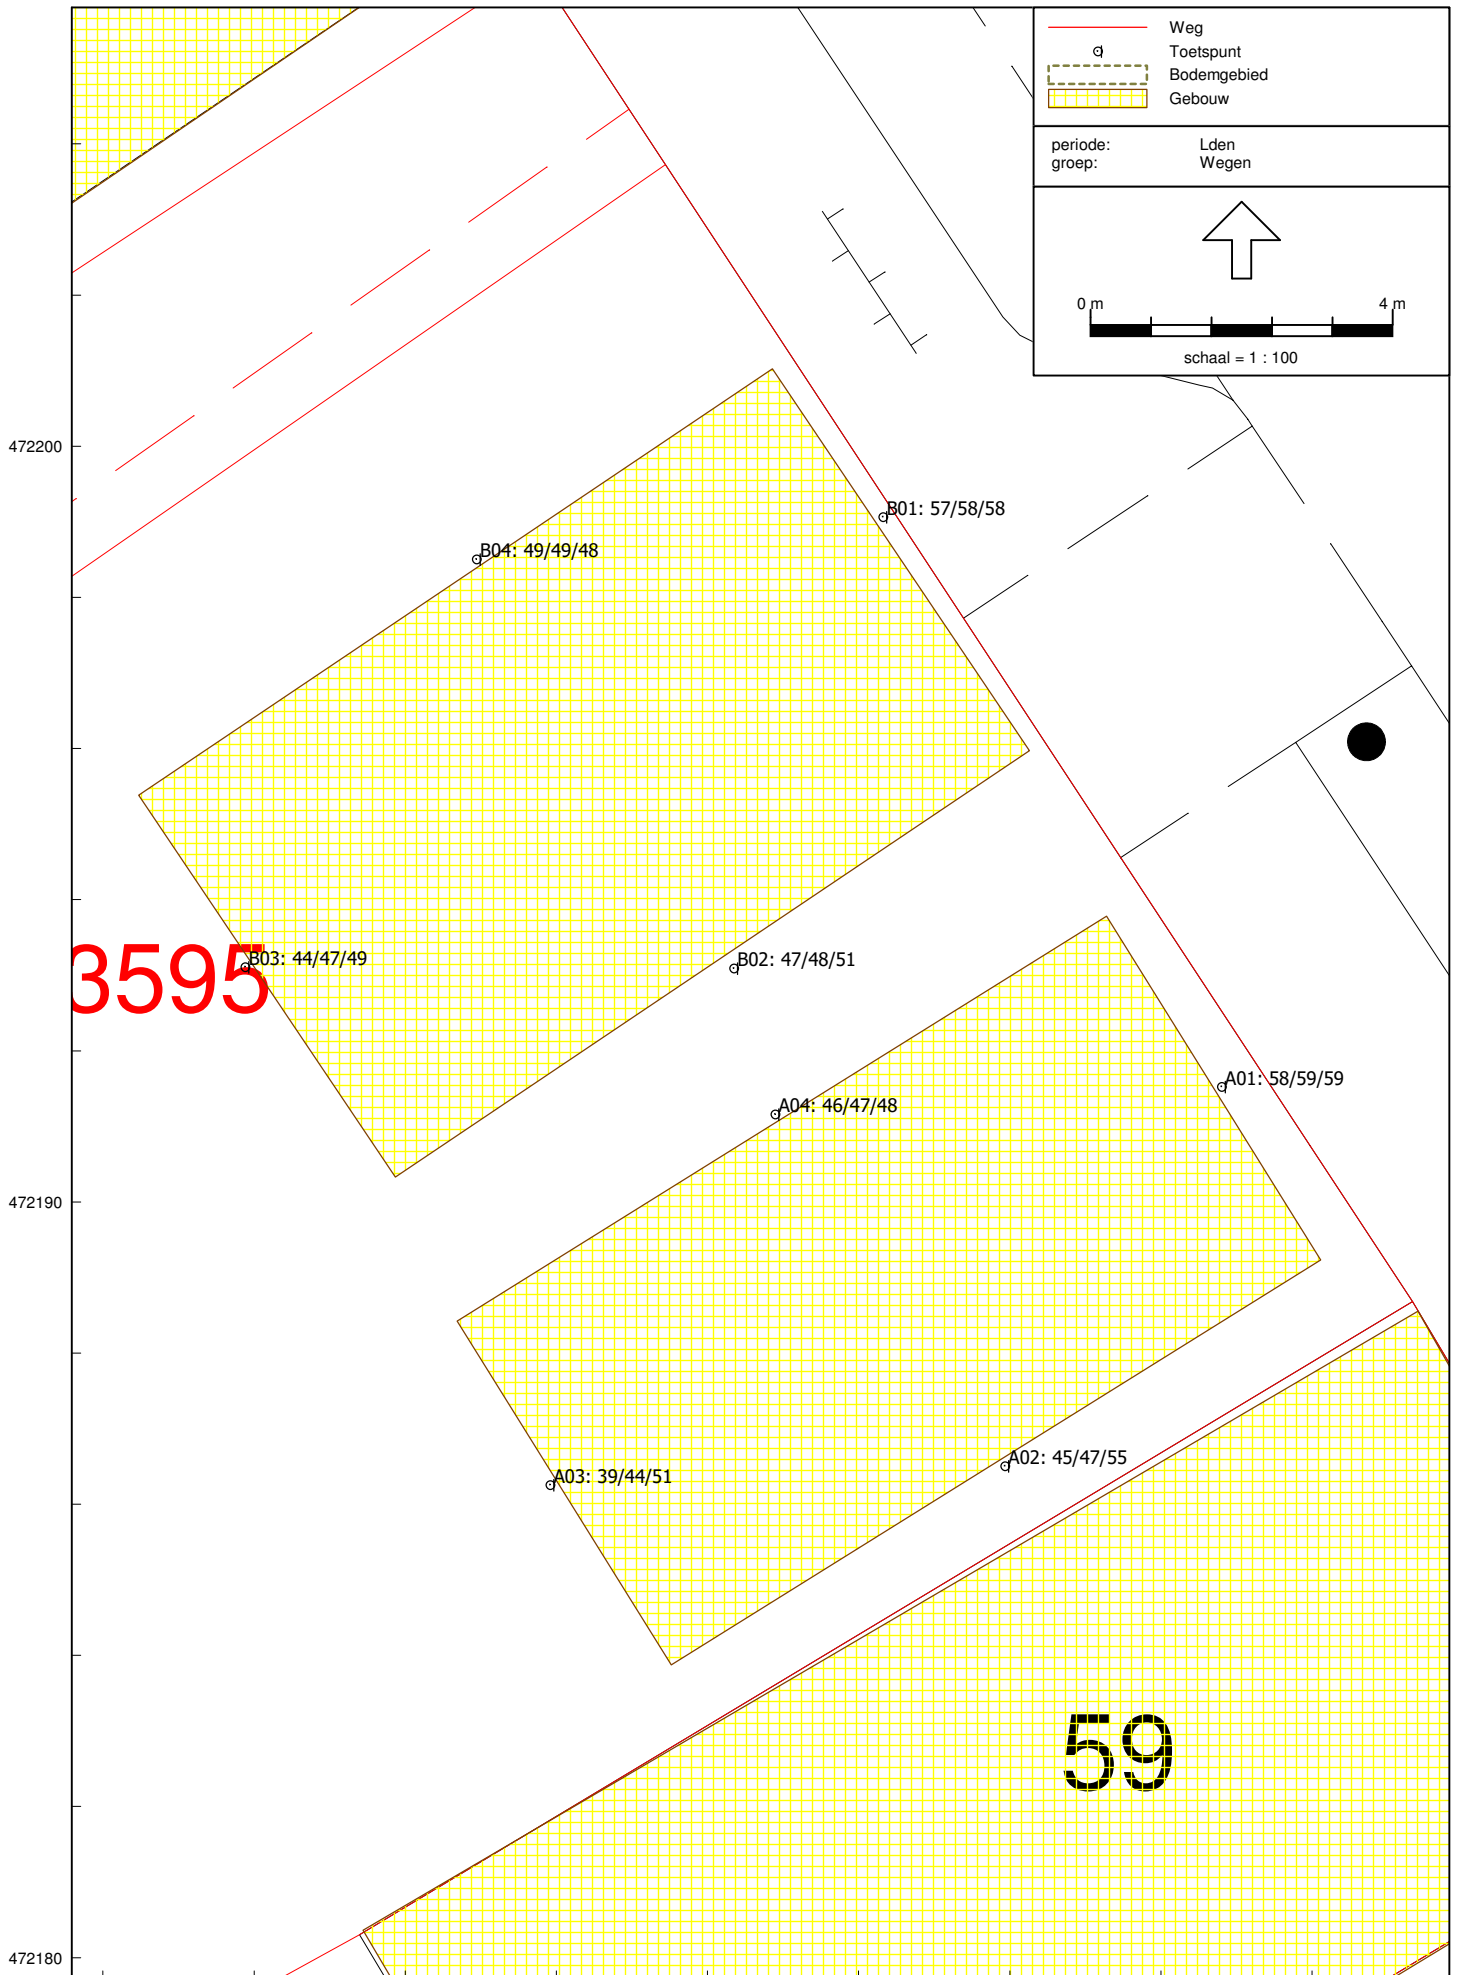 Weg
Toetspunt
Bodemgebied
Gebouw
periode: Lden
groep: Wegen
0 m 4 m
schaal = 1 : 100
472200
B01: 57/58/58
B04: 49/49/48
B03: 44/47/49
B02: 47/48/51
3595
A01: 58/59/59
A04: 46/47/48
472190
A02: 45/47/55
A03: 39/44/51
59
472180